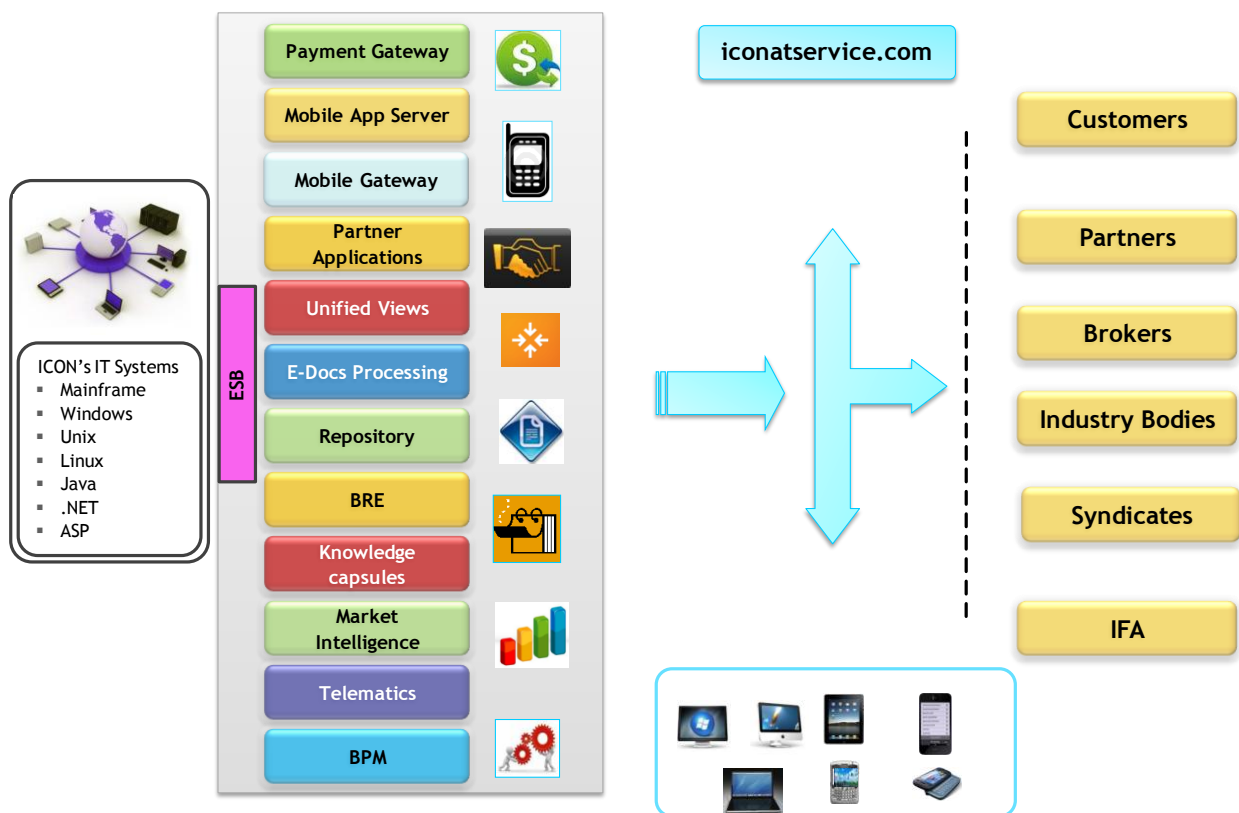 Payment Gateway
Mobile App Server
Mobile Gateway
Partner
Applications
Unified Views
E-Docs Processing
Repository
BRE
Knowledge
capsules
Market
Intelligence
Telematics
BPM
ESB
ICON's IT Systems
Mainframe
Windows
Unix
Linux
Java
.NET
ASP
iconatservice.com
Customers
Partners
Brokers
Industry Bodies
Syndicates
IFA